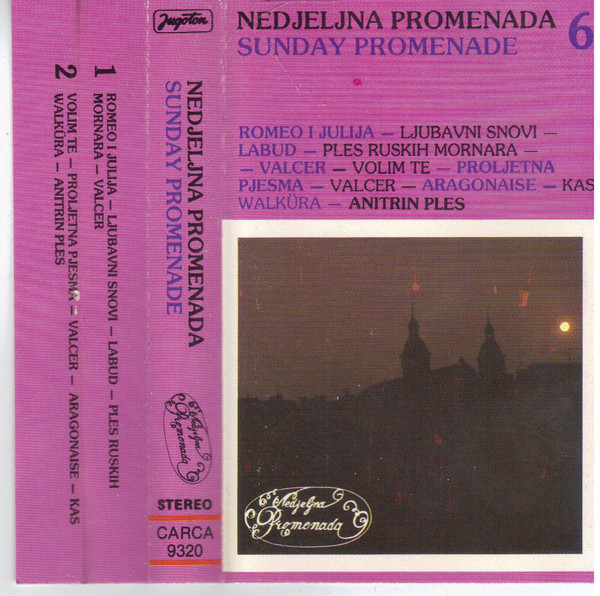 NEDJELJNA PROMENADA
SUNDAY PROMENADE
6
ROMEO I JULIJA — LJUBAVNI SNOVI —
LABUD — PLES RUSKIH MORNARA —
— VALCER — VOLIM TE — PROLJETNA
PJESMA — VALCER — ARAGONAISE — KAS
WALKÜRA — ANITRIN PLES
Nedjeljna
Promenada
Jugoton
NEDJELJNA PROMENADA
SUNDAY PROMENADE
Nedjeljna
Promenada
STEREO
CARCA
9320
1
ROMEO I JULIJA — LJUBAVNI SNOVI — LABUD — PLES RUSKIH
MORNARA — VALCER
2
VOLIM TE — PROLJETNA PJESMA — VALCER — ARAGONAISE — KAS
WALKÜRA — ANITRIN PLES